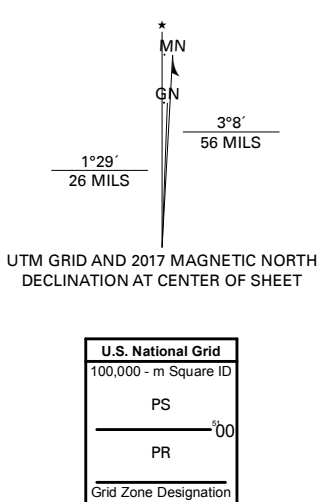 ★
MN
GN
3°8´
56 MILS
1°29´
26 MILS
UTM GRID AND 2017 MAGNETIC NORTH
DECLINATION AT CENTER OF SHEET
U.S. National Grid
100,000 - m Square ID
PS
⁵¹00
PR
Grid Zone Designation